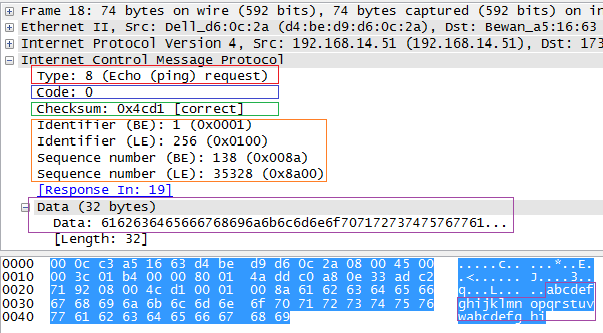 Frame 18: 74 bytes on wire (592 bits), 74 bytes captured (592 bits) on i
Ethernet II, Src: Dell_d6:0c:2a (d4:be:d9:d6:0c:2a), Dst: Bewan_a5:16:63
Internet Protocol Version 4, Src: 192.168.14.51 (192.168.14.51), Dst: 173
Internet Control Message Protocol
Type: 8 (Echo (ping) request)
Code: 0
Checksum: 0x4cd1 [correct]
Identifier (BE): 1 (0x0001)
Identifier (LE): 256 (0x0100)
Sequence number (BE): 138 (0x008a)
Sequence number (LE): 35328 (0x8a00)
[Response In: 19]
Data (32 bytes)
Data: 6162636465666768696a6b6c6d6e6f707172737475767761...
[Length: 32]
0000 00 0c c3 a5 16 63 d4 be d9 d6 0c 2a 08 00 45 00 .....c.. ...*..E.
0010 00 3c 01 b4 00 00 80 01 4a dd c0 a8 0e 33 ad c2 .<...... J....3..
0020 71 92 08 00 4c d1 00 01 00 8a 61 62 63 64 65 66 q...L... ..abcdef
0030 67 68 69 6a 6b 6c 6d 6e 6f 70 71 72 73 74 75 76 ghijklmn opqrstuv
0040 77 61 62 63 64 65 66 67 68 69 wabcdefg hi